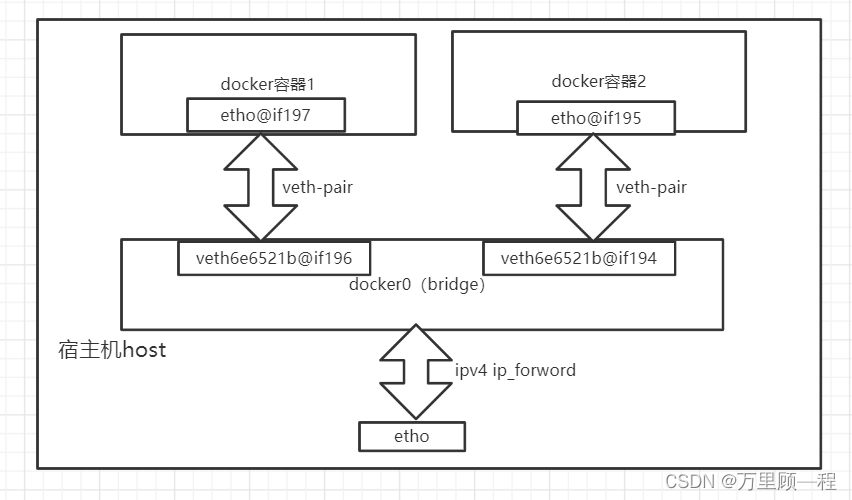 docker容器1
docker容器2
etho@if197
etho@if195
veth-pair
veth-pair
veth6e6521b@if196
veth6e6521b@if194
docker0（bridge）
宿主机host
ipv4 ip_forword
etho
CSDN @万里顾—程